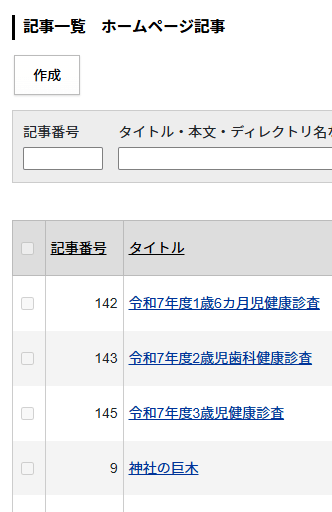 記事一覧　ホームページ記事
作成
記事番号　タイトル・本文・ディレクトリ名
記事番号　タイトル
142　令和7年度1歳6カ月児健康診査
143　令和7年度2歳児歯科健康診査
145　令和7年度3歳児健康診査
9　神社の巨木